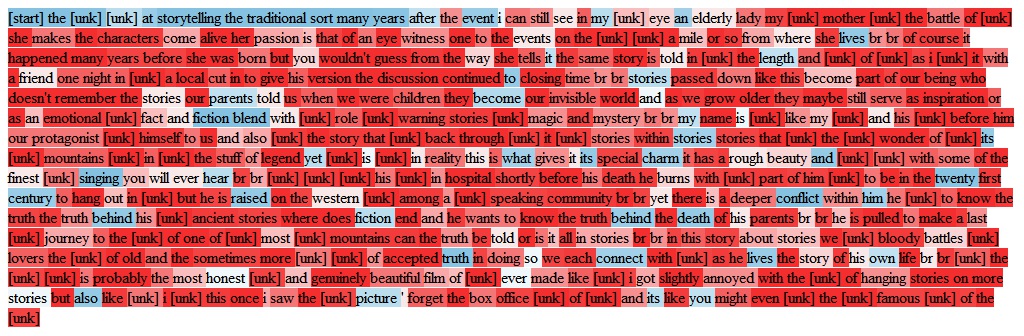 [start] the [unk] [unk] at storytelling the traditional sort many years after the event i can still see in my [unk] eye an elderly lady my [unk] mother [unk] the battle of [unk]
she makes the characters come alive her passion is that of an eye witness one to the events on the [unk] [unk] a mile or so from where she lives br br of course it
happened many years before she was born but you wouldn't guess from the way she tells it the same story is told in [unk] the length and [unk] of [unk] as i [unk] it with
a friend one night in [unk] a local cut in to give his version the discussion continued to closing time br br stories passed down like this become part of our being who
doesn't remember the stories our parents told us when we were children they become our invisible world and as we grow older they maybe still serve as inspiration or
as an emotional [unk] fact and fiction blend with [unk] role [unk] warning stories [unk] magic and mystery br br my name is [unk] like my [unk] and his [unk] before him
our protagonist [unk] himself to us and also [unk] the story that [unk] back through [unk] it [unk] stories within stories stories that [unk] the [unk] wonder of [unk] its
[unk] mountains [unk] in [unk] the stuff of legend yet [unk] is [unk] in reality this is what gives it its special charm it has a rough beauty and [unk] [unk] with some of the
finest [unk] singing you will ever hear br br [unk] [unk] [unk] his [unk] in hospital shortly before his death he burns with [unk] part of him [unk] to be in the twenty first
century to hang out in [unk] but he is raised on the western [unk] among a [unk] speaking community br br yet there is a deeper conflict within him he [unk] to know the
truth the truth behind his [unk] ancient stories where does fiction end and he wants to know the truth behind the death of his parents br br he is pulled to make a last
[unk] journey to the [unk] of one of [unk] most [unk] mountains can the truth be told or is it all in stories br br in this story about stories we [unk] bloody battles [unk]
lovers the [unk] of old and the sometimes more [unk] [unk] of accepted truth in doing so we each connect with [unk] as he lives the story of his own life br br [unk] the
[unk] [unk] is probably the most honest [unk] and genuinely beautiful film of [unk] ever made like [unk] i got slightly annoyed with the [unk] of hanging stories on more
stories but also like [unk] i [unk] this once i saw the [unk] picture ' forget the box office [unk] of [unk] and its like you might even [unk] the [unk] famous [unk] of the
[unk]